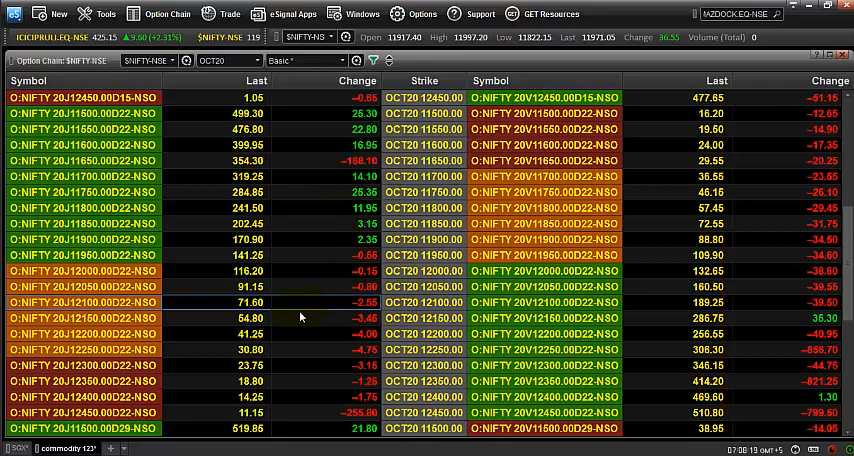 eS New Tools Option Chain Trade eSignal Apps Windows Options Support GET Resources MAZDOCK.EQ-NSE
ICICIPRULI.EQ-NSE 425.15 ▲9.60 (+2.31%) $NIFTY-NSE 119 $NIFTY-NS Open 11917.40 High 11997.20 Low 11822.15 Last 11971.05 Change 36.55 Volume (Total) 0
Option Chain: $NIFTY-NSE $NIFTY-NSE OCT20 Basic *
Symbol Last Change Strike Symbol Last Change
O:NIFTY 20J12450.00D15-NSO 1.05 –0.65 OCT20 12450.00 O:NIFTY 20V12450.00D15-NSO 477.65 –51.15
O:NIFTY 20J11500.00D22-NSO 499.30 25.30 OCT20 11500.00 O:NIFTY 20V11500.00D22-NSO 16.20 –12.65
O:NIFTY 20J11550.00D22-NSO 476.80 22.80 OCT20 11550.00 O:NIFTY 20V11550.00D22-NSO 19.50 –14.90
O:NIFTY 20J11600.00D22-NSO 399.95 16.95 OCT20 11600.00 O:NIFTY 20V11600.00D22-NSO 24.00 –17.35
O:NIFTY 20J11650.00D22-NSO 354.30 –168.10 OCT20 11650.00 O:NIFTY 20V11650.00D22-NSO 29.55 –20.25
O:NIFTY 20J11700.00D22-NSO 319.25 14.10 OCT20 11700.00 O:NIFTY 20V11700.00D22-NSO 36.65 –23.55
O:NIFTY 20J11750.00D22-NSO 284.85 25.35 OCT20 11750.00 O:NIFTY 20V11750.00D22-NSO 46.15 –26.10
O:NIFTY 20J11800.00D22-NSO 241.50 11.95 OCT20 11800.00 O:NIFTY 20V11800.00D22-NSO 57.45 –29.45
O:NIFTY 20J11850.00D22-NSO 202.45 3.15 OCT20 11850.00 O:NIFTY 20V11850.00D22-NSO 72.55 –31.75
O:NIFTY 20J11900.00D22-NSO 170.90 2.35 OCT20 11900.00 O:NIFTY 20V11900.00D22-NSO 88.80 –34.50
O:NIFTY 20J11950.00D22-NSO 141.25 –0.55 OCT20 11950.00 O:NIFTY 20V11950.00D22-NSO 109.90 –34.60
O:NIFTY 20J12000.00D22-NSO 116.20 –0.15 OCT20 12000.00 O:NIFTY 20V12000.00D22-NSO 132.65 –38.60
O:NIFTY 20J12050.00D22-NSO 91.15 –0.80 OCT20 12050.00 O:NIFTY 20V12050.00D22-NSO 160.50 –39.55
O:NIFTY 20J12100.00D22-NSO 71.60 –2.55 OCT20 12100.00 O:NIFTY 20V12100.00D22-NSO 189.25 –39.50
O:NIFTY 20J12150.00D22-NSO 54.80 –3.45 OCT20 12150.00 O:NIFTY 20V12150.00D22-NSO 286.75 35.30
O:NIFTY 20J12200.00D22-NSO 41.25 –4.00 OCT20 12200.00 O:NIFTY 20V12200.00D22-NSO 256.55 –40.95
O:NIFTY 20J12250.00D22-NSO 30.80 –4.75 OCT20 12250.00 O:NIFTY 20V12250.00D22-NSO 306.30 –856.70
O:NIFTY 20J12300.00D22-NSO 23.75 –3.15 OCT20 12300.00 O:NIFTY 20V12300.00D22-NSO 346.15 –44.75
O:NIFTY 20J12350.00D22-NSO 18.80 –1.25 OCT20 12350.00 O:NIFTY 20V12350.00D22-NSO 414.20 –821.25
O:NIFTY 20J12400.00D22-NSO 14.25 –1.75 OCT20 12400.00 O:NIFTY 20V12400.00D22-NSO 469.60 1.30
O:NIFTY 20J12450.00D22-NSO 11.15 –255.80 OCT20 12450.00 O:NIFTY 20V12450.00D22-NSO 510.80 –799.50
O:NIFTY 20J11500.00D29-NSO 519.85 21.80 OCT20 11500.00 O:NIFTY 20V11500.00D29-NSO 38.95 –14.05
SGX* commodity 123* + 07:08:19 GMT+5